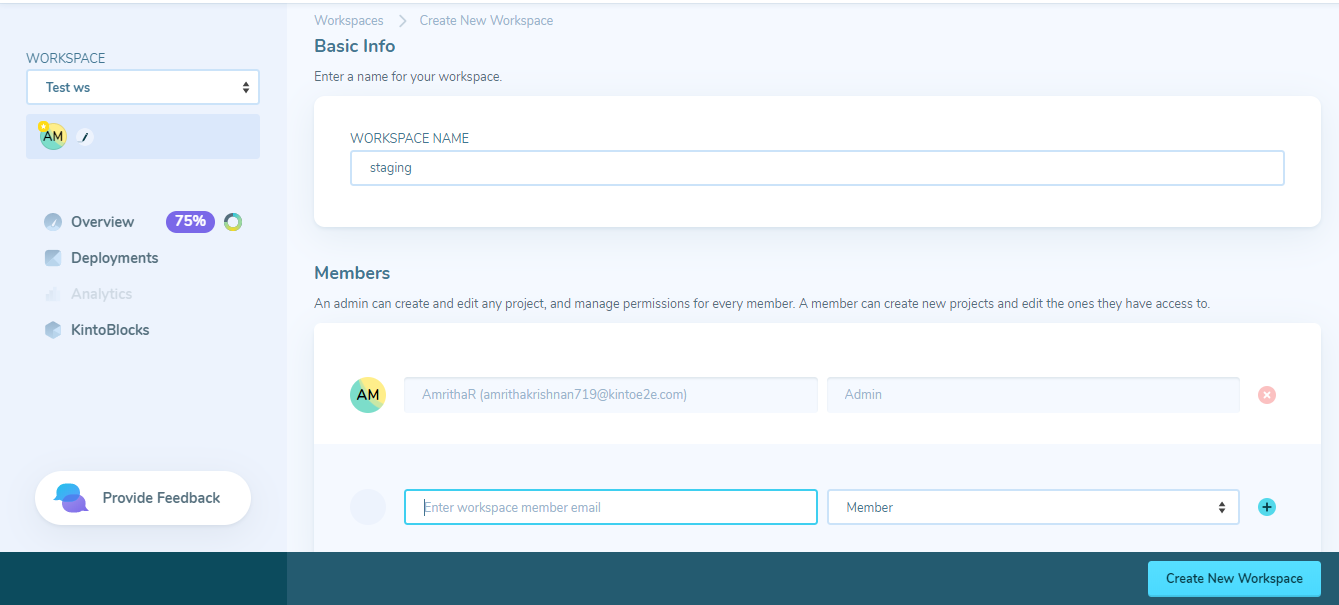 Workspaces
Create New Workspace
Basic Info
Enter a name for your workspace.
WORKSPACE
Test ws
AM
WORKSPACE NAME
staging
Overview
75%
Deployments
Analytics
KintoBlocks
Members
An admin can create and edit any project, and manage permissions for every member. A member can create new projects and edit the ones they have access to.
AM
AmrithaR (amrithakrishnan719@kintoe2e.com)
Admin
Provide Feedback
Enter workspace member email
Member
Create New Workspace